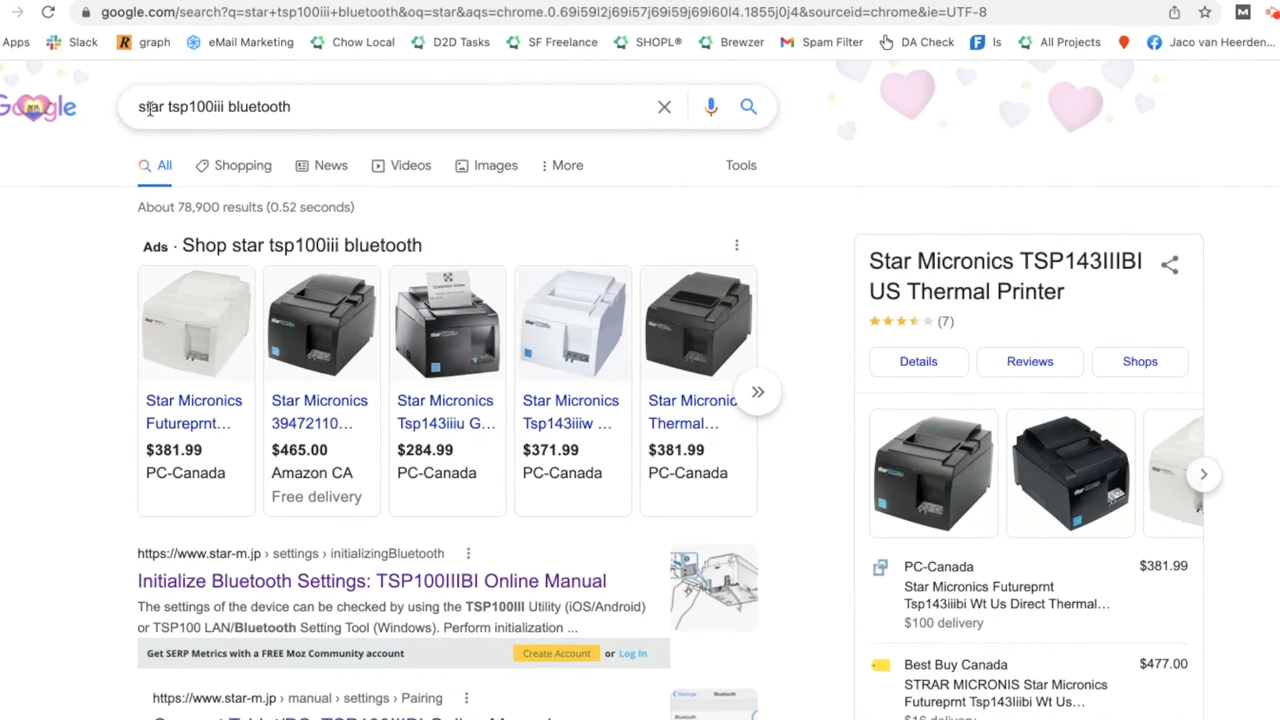 google.com/search?q=star+tsp100iii+bluetooth&oq=star&aqs=chrome.0.69i59l2j69i57j69i59j69i60l4.1855j0j4&sourceid=chrome&ie=UTF-8
Apps Slack graph eMail Marketing Chow Local D2D Tasks SF Freelance SHOPL® Brewzer Spam Filter DA Check Is All Projects Jaco van Heerden...
Google star tsp100iii bluetooth
All Shopping News Videos Images More Tools
About 78,900 results (0.52 seconds)
Ads · Shop star tsp100iii bluetooth
Star Micronics Futureprnt...
$381.99
PC-Canada
Star Micronics 39472110...
$465.00
Amazon CA
Free delivery
Star Micronics Tsp143iiiu G...
$284.99
PC-Canada
Star Micronics Tsp143iiiw ...
$371.99
PC-Canada
Star Micronic Thermal...
$381.99
PC-Canada
https://www.star-m.jp › settings › initializingBluetooth
Initialize Bluetooth Settings: TSP100IIIBI Online Manual
The settings of the device can be checked by using the TSP100III Utility (iOS/Android)
or TSP100 LAN/Bluetooth Setting Tool (Windows). Perform initialization ...
Get SERP Metrics with a FREE Moz Community account Create Account or Log In
https://www.star-m.jp › manual › settings › Pairing
Star Micronics TSP143IIIBI
US Thermal Printer
(7)
Details Reviews Shops
PC-Canada $381.99
Star Micronics Futureprnt
Tsp143iiibi Wt Us Direct Thermal...
$100 delivery
Best Buy Canada $477.00
STRAR MICRONIS Star Micronics
Futureprnt Tsp143Iiibi Wt Us...